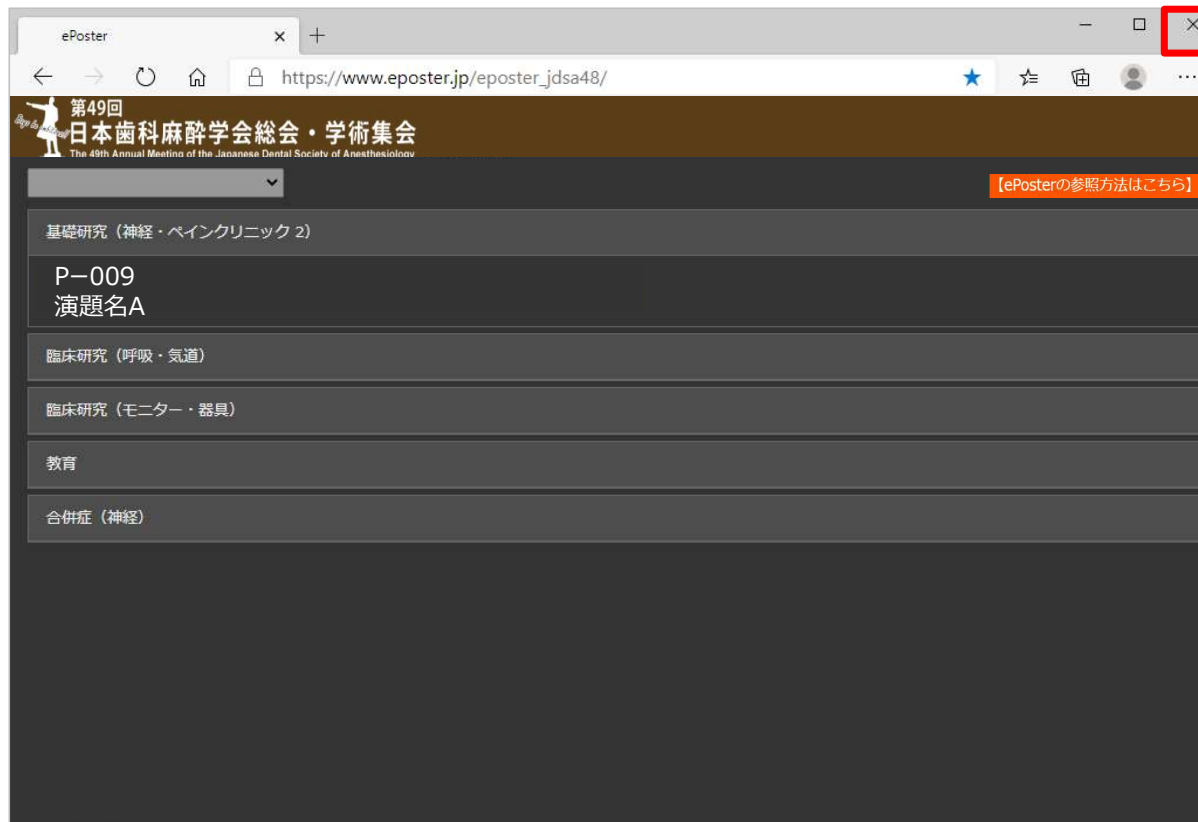 ePoster
https://www.eposter.jp/eposter_jdsa48/
第49回
日本歯科麻酔学会総会・学術集会
The 49th Annual Meeting of the Japanese Dental Society of Anesthesiology
【ePosterの参照方法はこちら】
基礎研究（神経・ペインクリニック 2）
P−009
演題名A
臨床研究（呼吸・気道）
臨床研究（モニター・器具）
教育
合併症（神経）